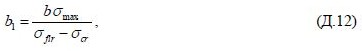 b₁ = bσmax / (σflr − σcr), (Д.12)